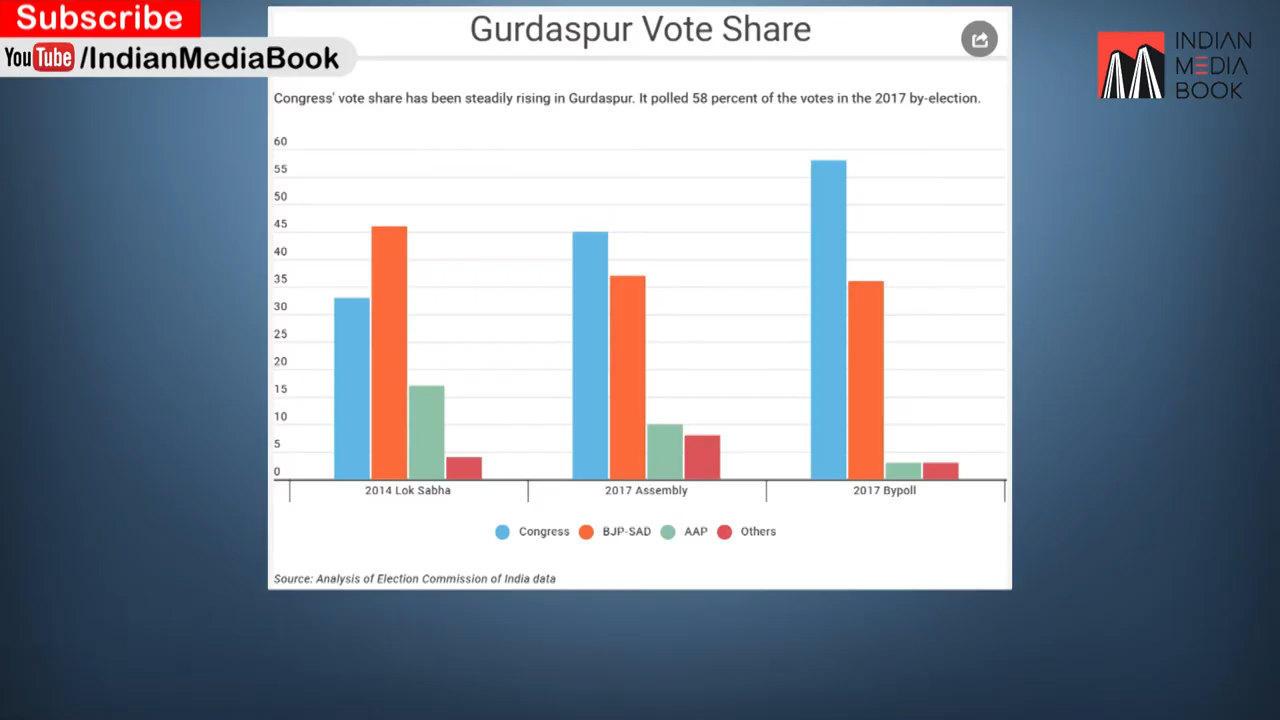 Subscribe
YouTube/IndianMediaBook
Gurdaspur Vote Share
INDIAN
MEDIA
BOOK
Congress' vote share has been steadily rising in Gurdaspur. It polled 58 percent of the votes in the 2017 by-election.
60
55
50
45
40
35
30
25
20
15
10
5
0
2014 Lok Sabha 2017 Assembly 2017 Bypoll
Congress BJP-SAD AAP Others
Source: Analysis of Election Commission of India data